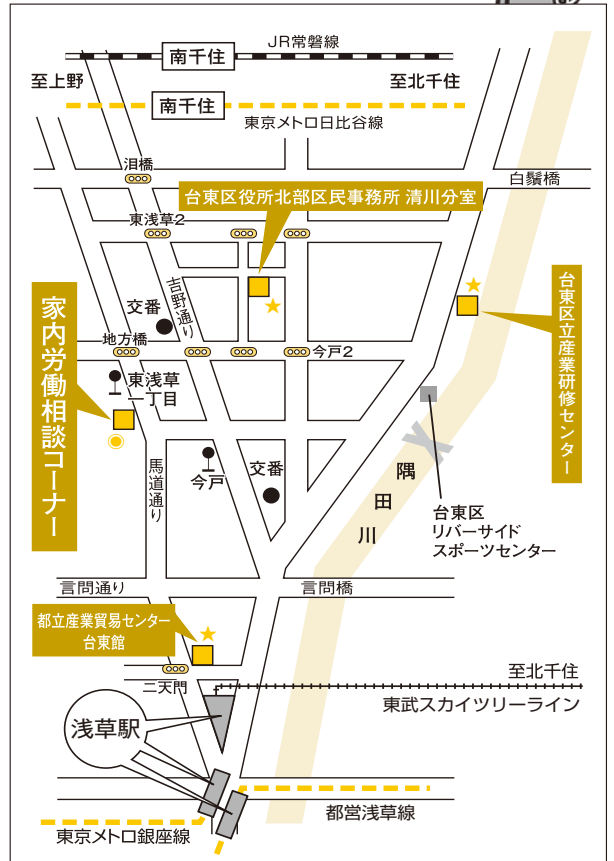 JR常磐線
南千住
至上野
至北千住
南千住
東京メトロ日比谷線
泪橋
白鬚橋
台東区役所北部区民事務所 清川分室
東浅草2
吉野通り
交番
台東区立産業研修センター
家内労働相談コーナー
地方橋
今戸2
東浅草
一丁目
馬道通り
今戸
交番
隅田川
台東区
リバーサイド
スポーツセンター
言問通り
言問橋
都立産業貿易センター
台東館
二天門
至北千住
東武スカイツリーライン
浅草駅
都営浅草線
東京メトロ銀座線